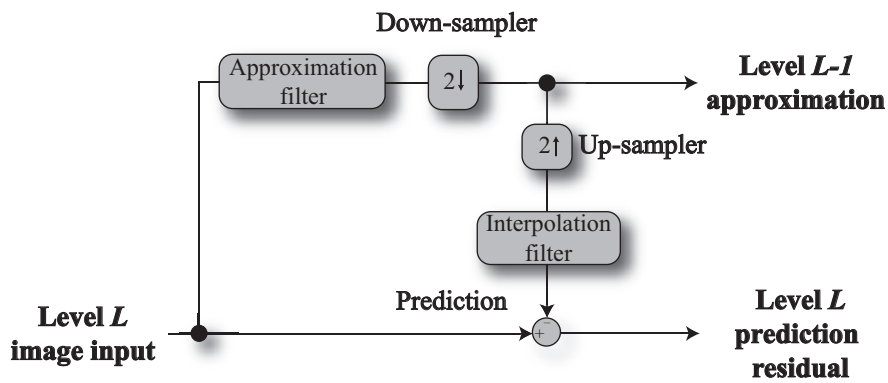 Down-sampler
Approximation
filter
2↓
Level L-1
approximation
2↑
Up-sampler
Interpolation
filter
Prediction
Level L
image input
+
−
Level L
prediction
residual